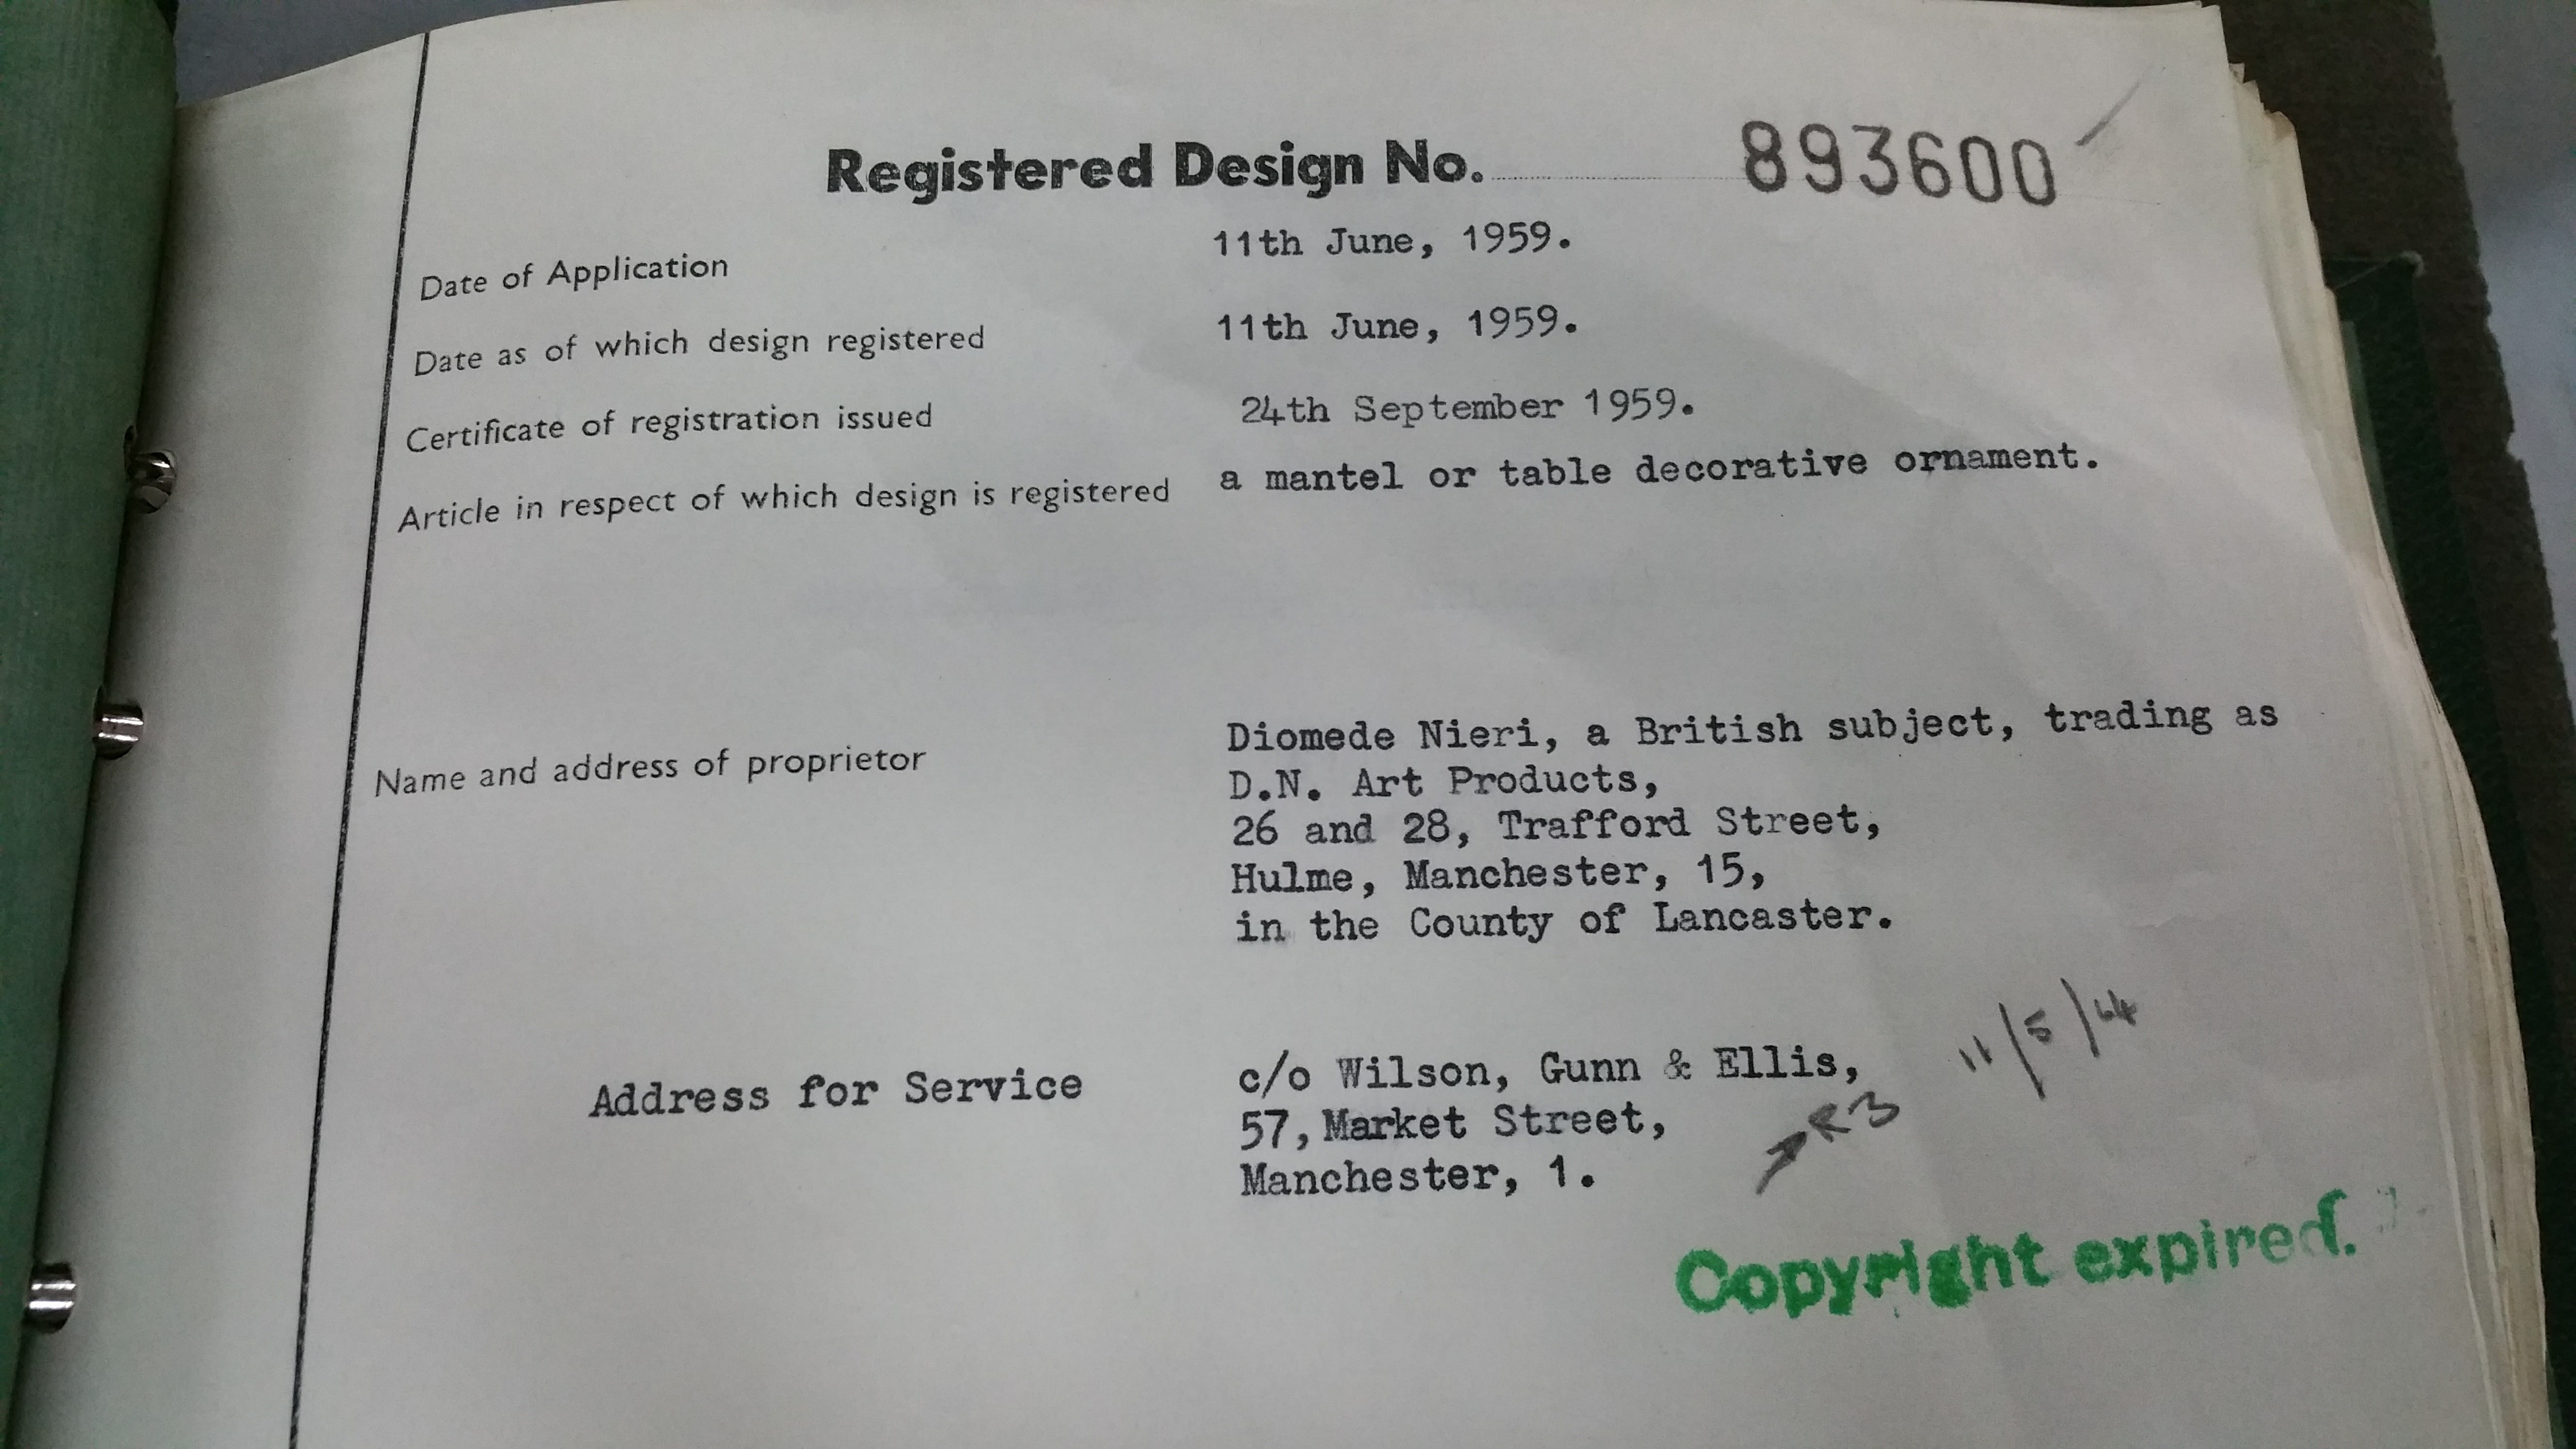 Registered Design No. 893600
Date of Application 11th June, 1959.
Date as of which design registered 11th June, 1959.
Certificate of registration issued 24th September 1959.
Article in respect of which design is registered a mantel or table decorative ornament.
Name and address of proprietor Diomede Nieri, a British subject, trading as
D.N. Art Products,
26 and 28, Trafford Street,
Hulme, Manchester, 15,
in the County of Lancaster.
Address for Service c/o Wilson, Gunn & Ellis,
57, Market Street,
Manchester, 1.
Copyright expired.